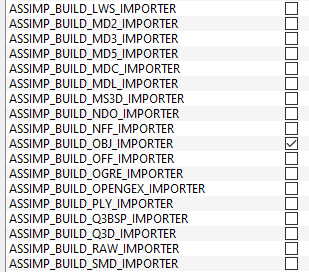 ASSIMP_BUILD_LWS_IMPORTER
ASSIMP_BUILD_MD2_IMPORTER
ASSIMP_BUILD_MD3_IMPORTER
ASSIMP_BUILD_MD5_IMPORTER
ASSIMP_BUILD_MDC_IMPORTER
ASSIMP_BUILD_MDL_IMPORTER
ASSIMP_BUILD_MS3D_IMPORTER
ASSIMP_BUILD_NDO_IMPORTER
ASSIMP_BUILD_NFF_IMPORTER
ASSIMP_BUILD_OBJ_IMPORTER
ASSIMP_BUILD_OFF_IMPORTER
ASSIMP_BUILD_OGRE_IMPORTER
ASSIMP_BUILD_OPENGEX_IMPORTER
ASSIMP_BUILD_PLY_IMPORTER
ASSIMP_BUILD_Q3BSP_IMPORTER
ASSIMP_BUILD_Q3D_IMPORTER
ASSIMP_BUILD_RAW_IMPORTER
ASSIMP_BUILD_SMD_IMPORTER